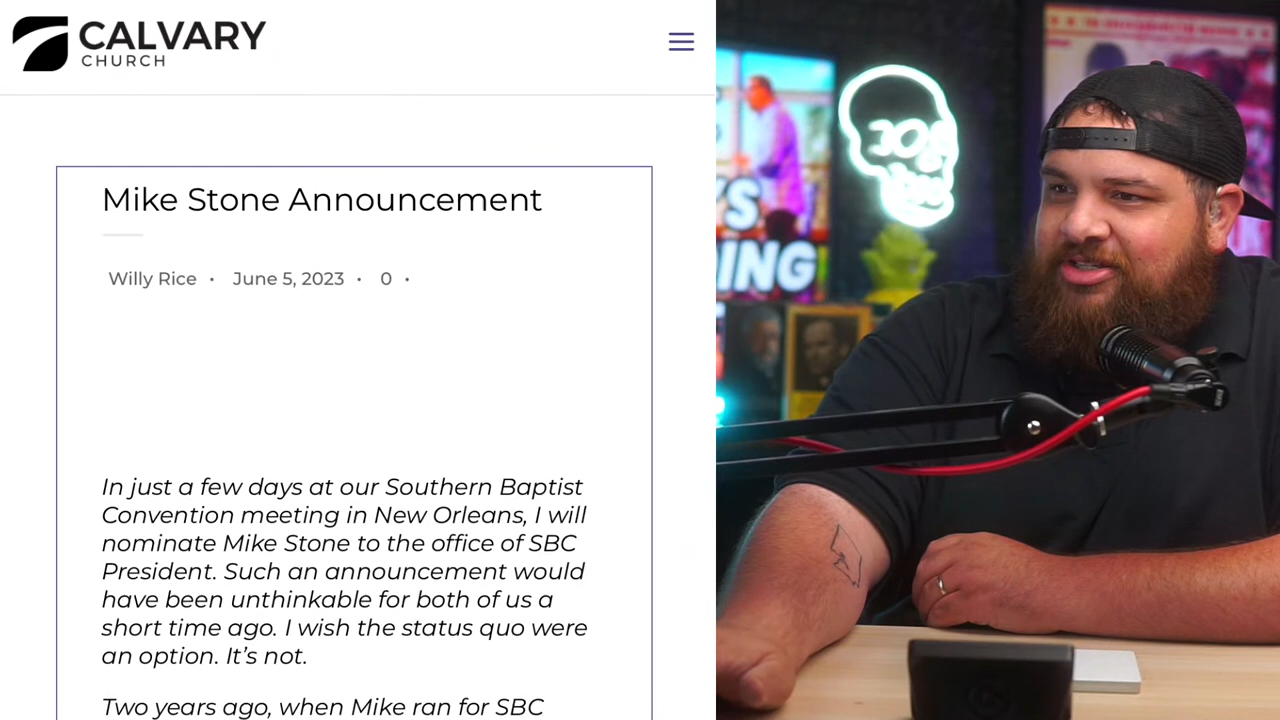 CALVARY
CHURCH
Mike Stone Announcement
Willy Rice • June 5, 2023 • 0 •
In just a few days at our Southern Baptist
Convention meeting in New Orleans, I will
nominate Mike Stone to the office of SBC
President. Such an announcement would
have been unthinkable for both of us a
short time ago. I wish the status quo were
an option. It's not.
Two years ago, when Mike ran for SBC